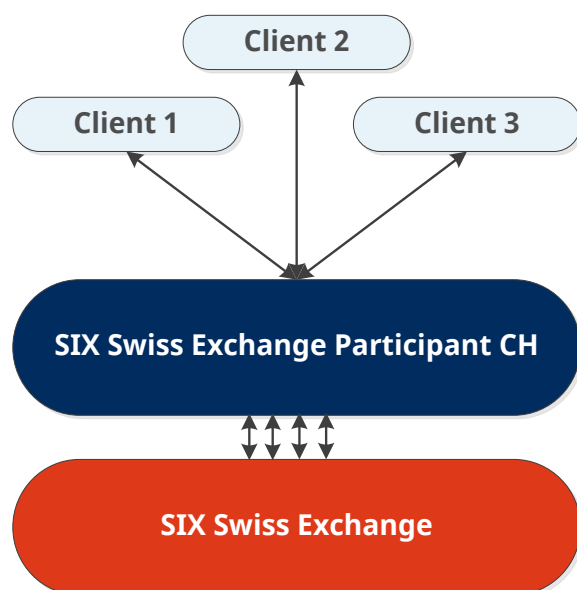 Client 2
Client 1
Client 3
SIX Swiss Exchange Participant CH
SIX Swiss Exchange